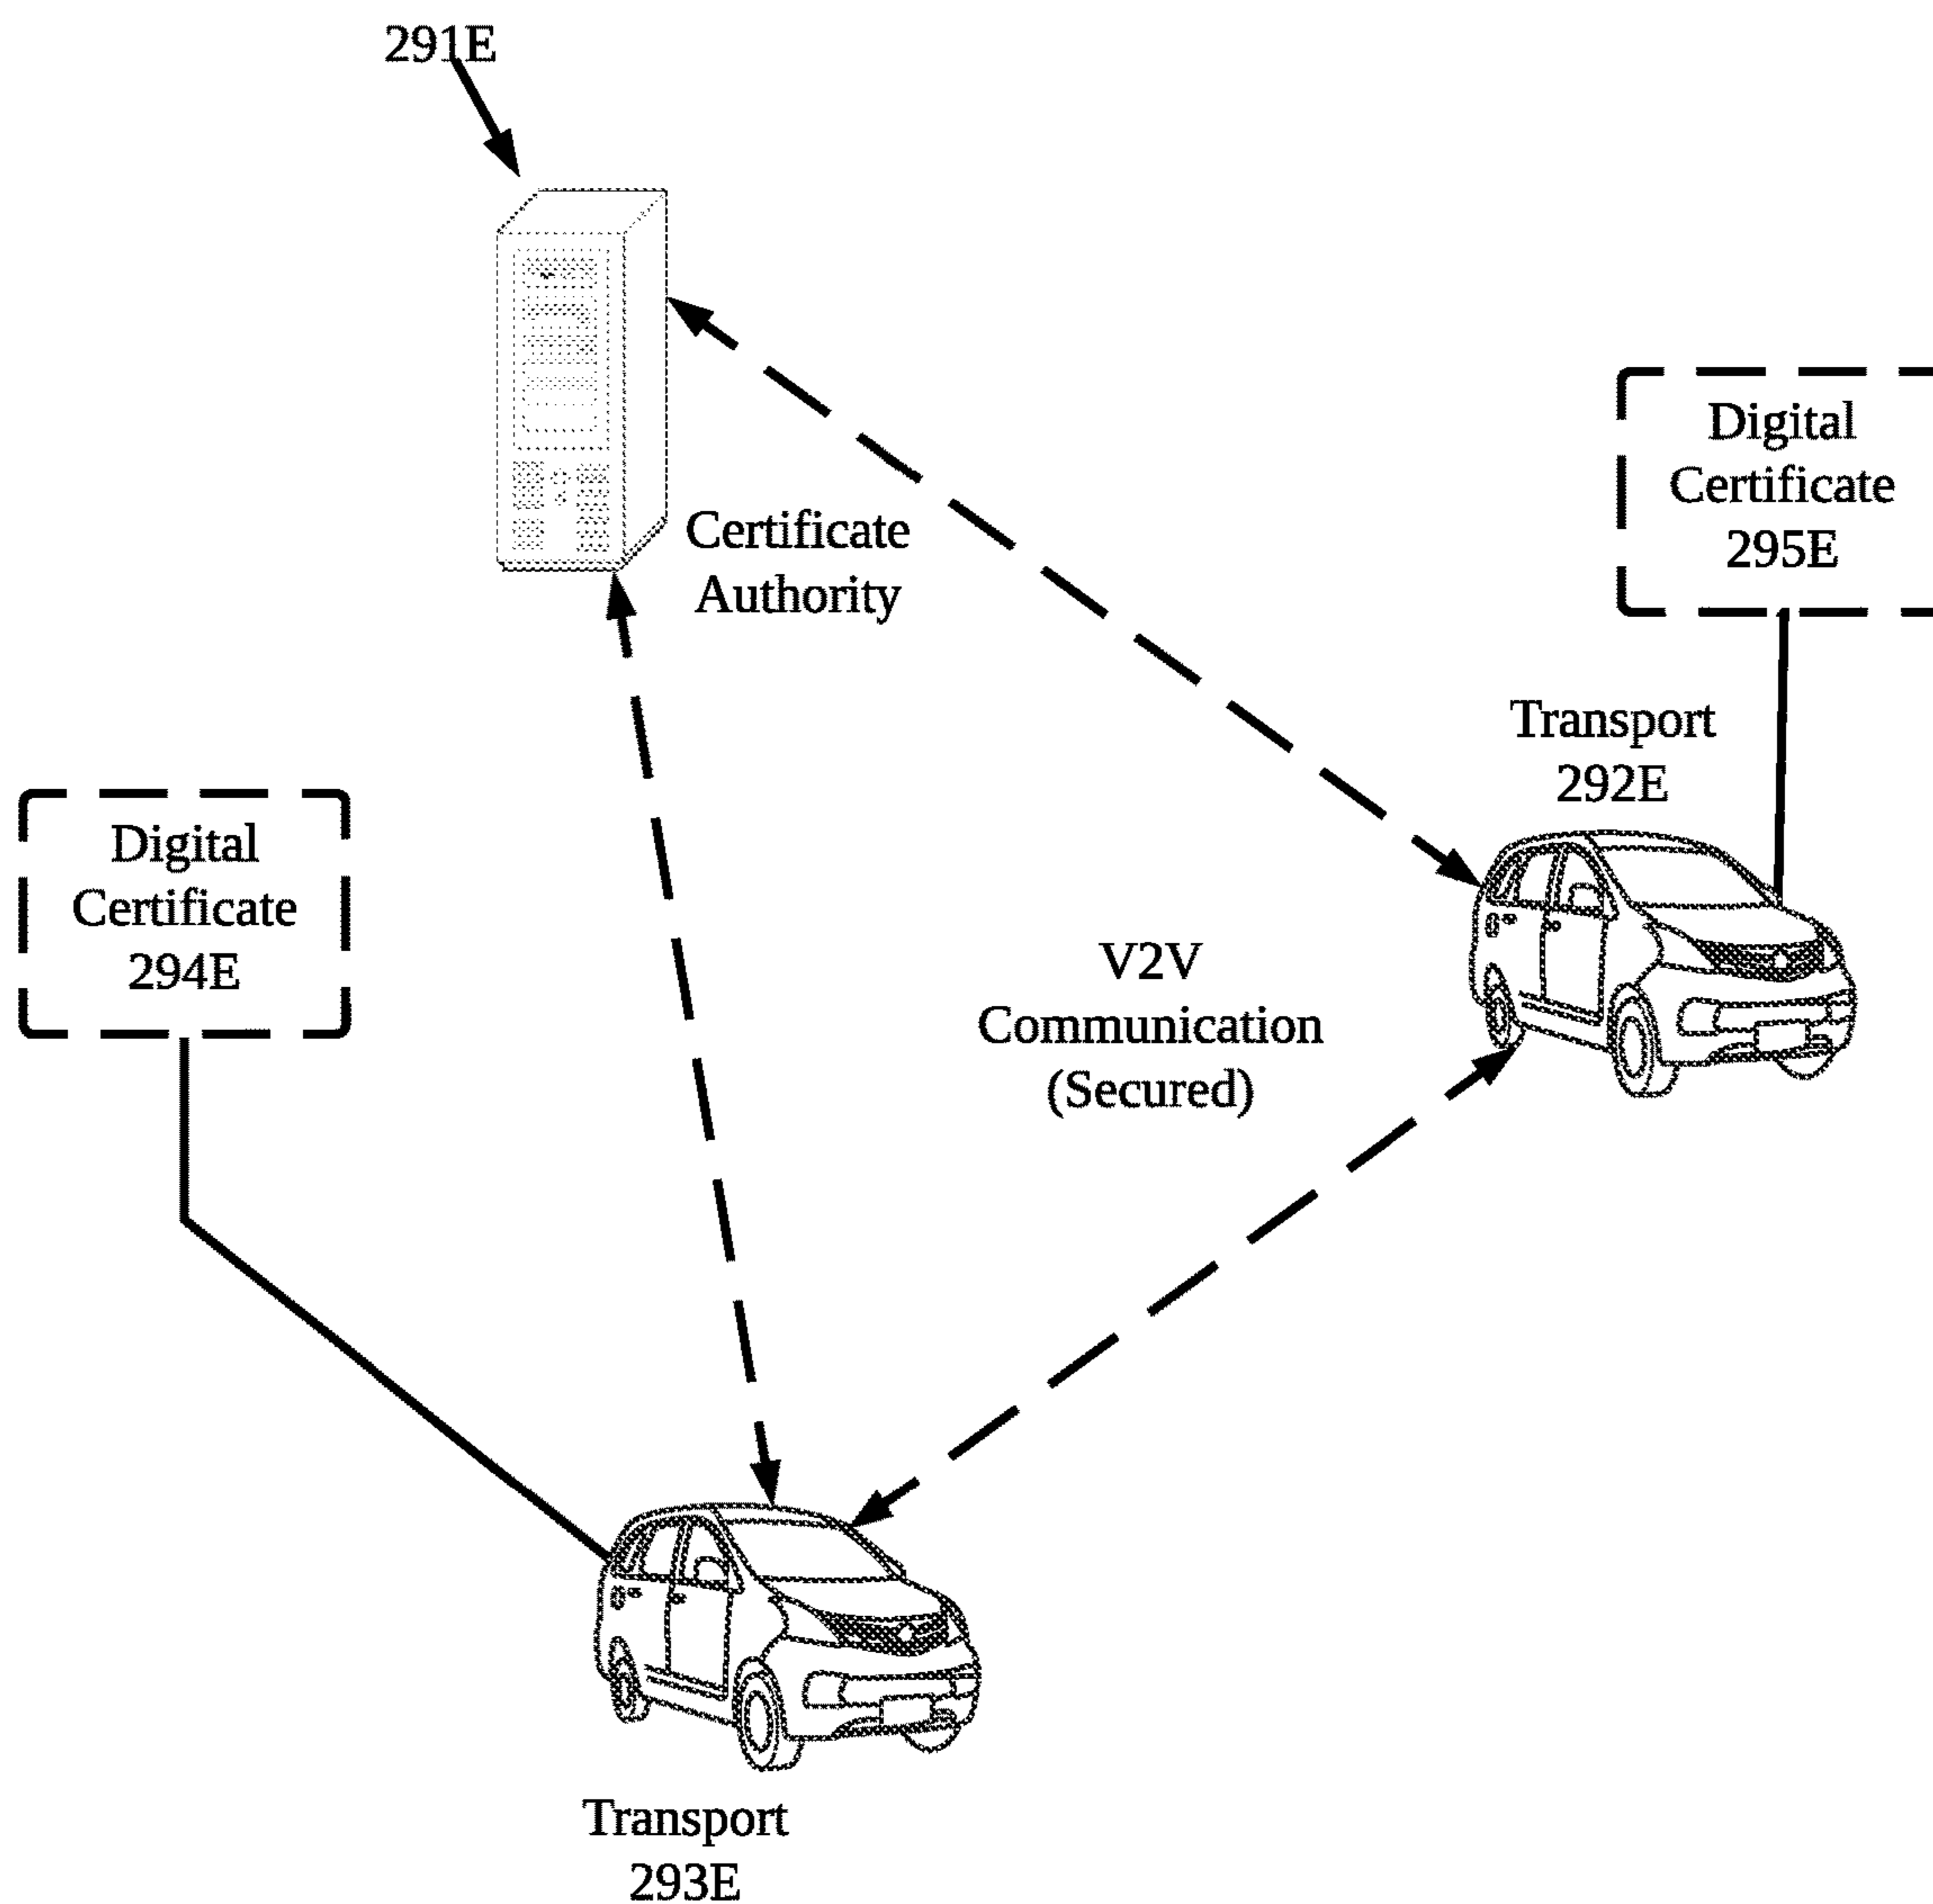 291E
Certificate
Authority
Digital
Certificate
295E
Transport
292E
Digital
Certificate
294E
V2V
Communication
(Secured)
Transport
293E